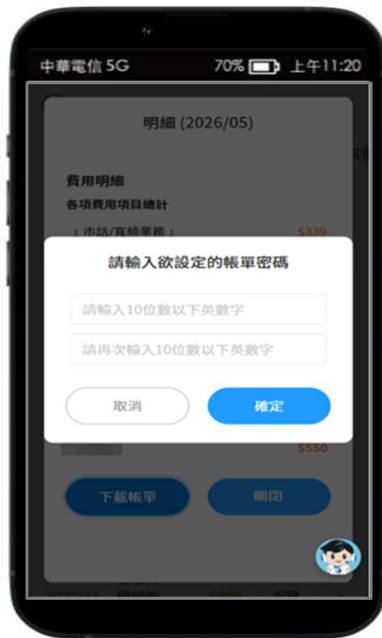 中華電信 5G 70% 上午11:20
明細 (2026/05)
費用明細
各項費用項目總計
﹝市話/寬頻業務﹞ $339
請輸入欲設定的帳單密碼
請輸入10位數以下英數字
請再次輸入10位數以下英數字
取消 確定
$550
下載帳單 關閉